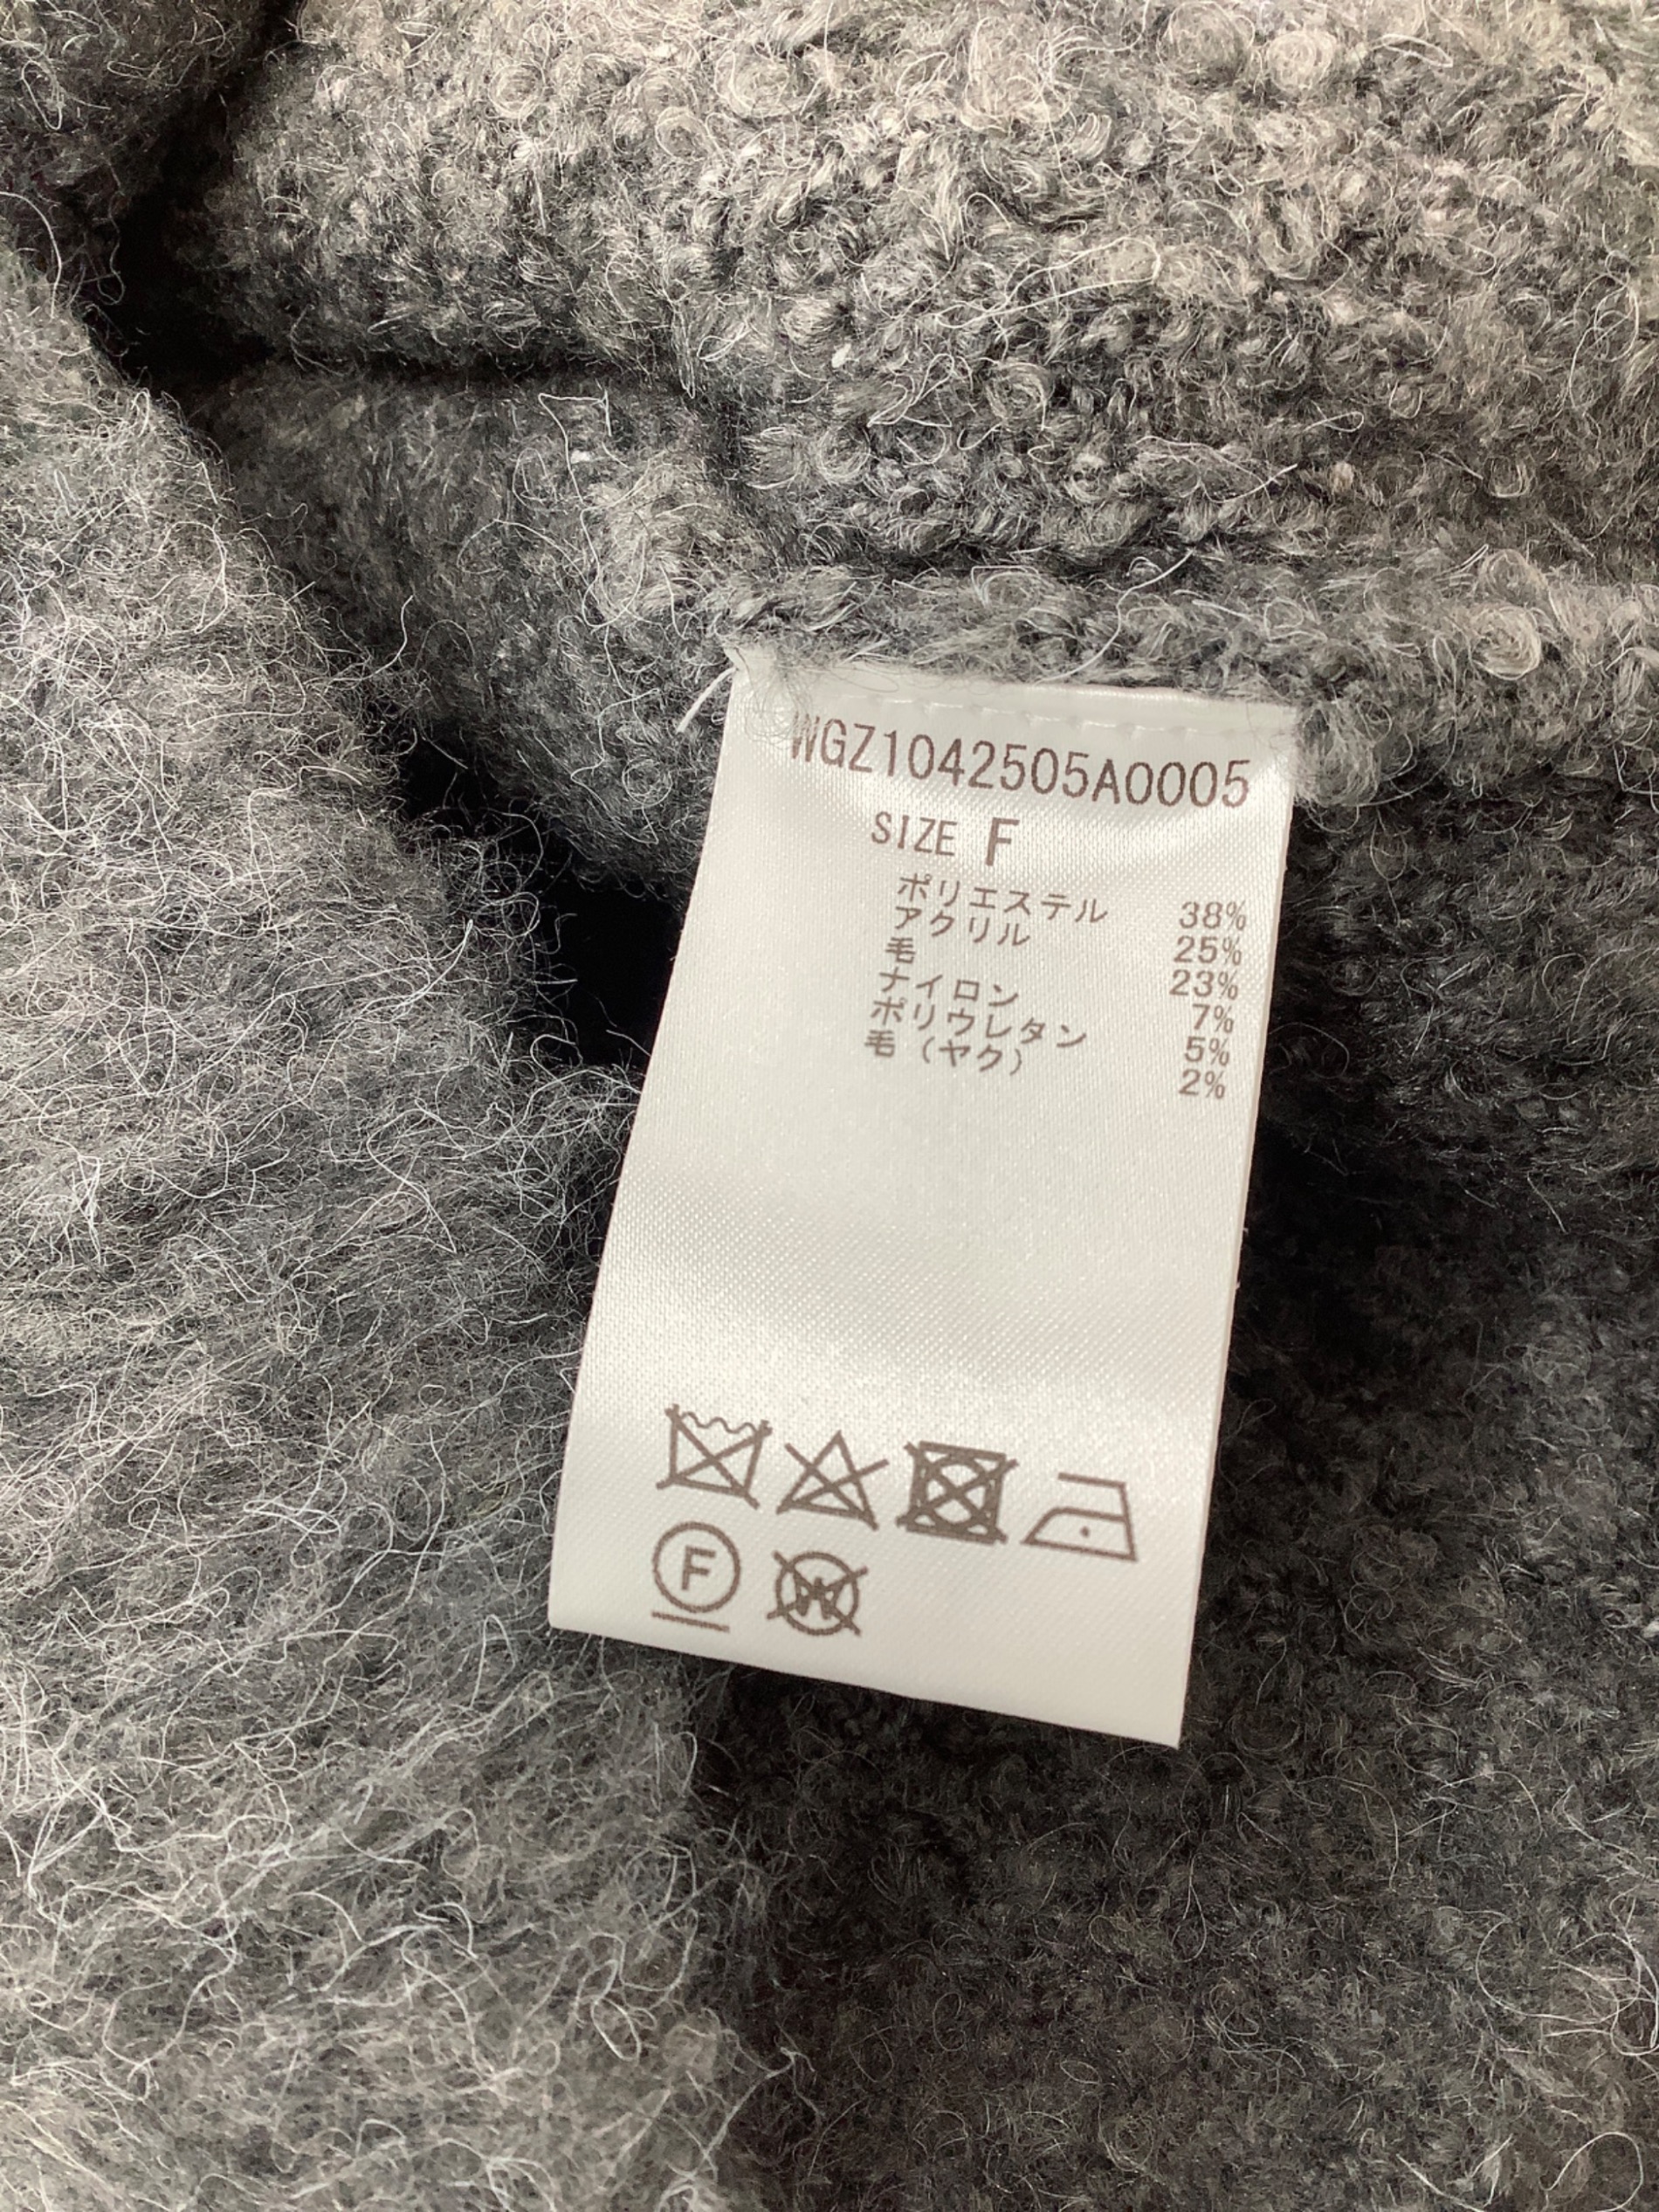 WGZ1042505A0005
SIZE F
ポリエステル 38%
アクリル 25%
毛 23%
ナイロン 7%
ポリウレタン 5%
毛（ヤク） 2%
F W